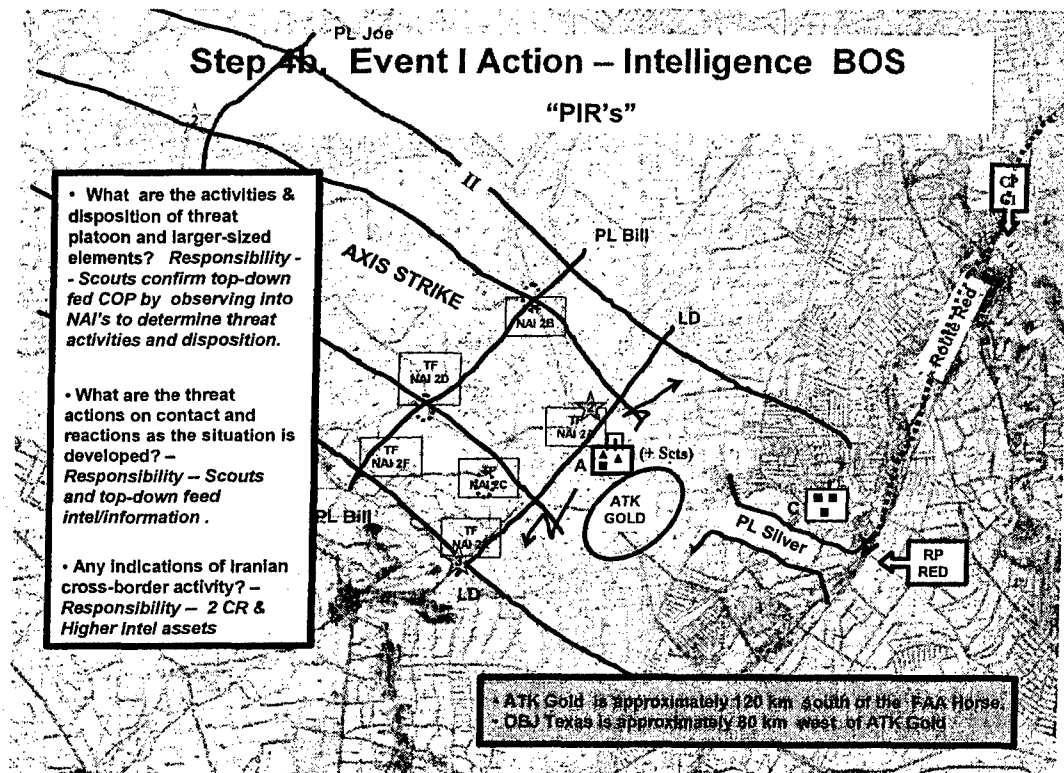 PL Joe
Step 4b. Event I Action – Intelligence BOS
"PIR's"
• What are the activities &
disposition of threat
platoon and larger-sized
elements? Responsibility -
- Scouts confirm top-down
fed COP by observing into
NAI's to determine threat
activities and disposition.
• What are the threat
actions on contact and
reactions as the situation is
developed? –
Responsibility -- Scouts
and top-down feed
intel/information .
• Any indications of Iranian
cross-border activity? –
Responsibility -- 2 CR &
Higher Intel assets
II
AXIS STRIKE
PL Bill
LD
NAI 2B
TF
NAI 2D
TF
NAI 2F
NAI 2C
TF
NAI 2
TF
NAI
A
(+ Scts)
ATK
GOLD
PL Bill
LD
PL Silver
C
CP
Route Red
RP
RED
• ATK Gold is approximately 120 km south of the FAA Horse.
• OBJ Texas is approximately 80 km west of ATK Gold